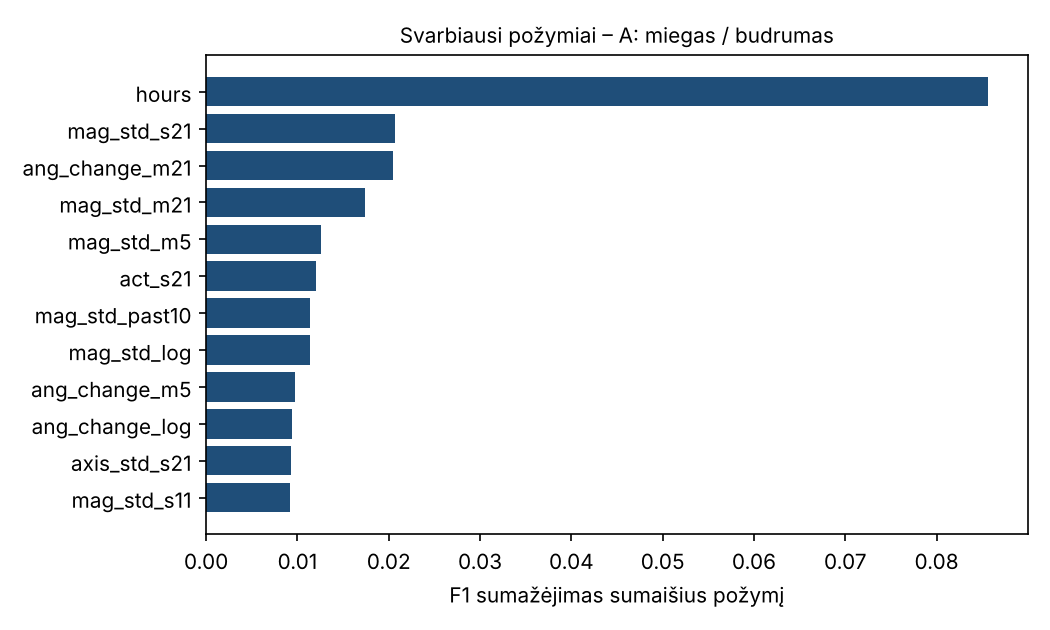 Svarbiausi požymiai – A: miegas / budrumas
hours
mag_std_s21
ang_change_m21
mag_std_m21
mag_std_m5
act_s21
mag_std_past10
mag_std_log
ang_change_m5
ang_change_log
axis_std_s21
mag_std_s11
0.00 0.01 0.02 0.03 0.04 0.05 0.06 0.07 0.08
F1 sumažėjimas sumaišius požymį